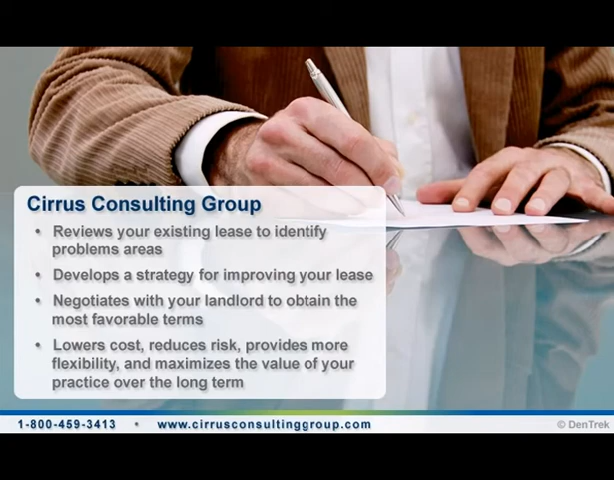 Cirrus Consulting Group
• Reviews your existing lease to identify
problems areas
• Develops a strategy for improving your lease
• Negotiates with your landlord to obtain the
most favorable terms
• Lowers cost, reduces risk, provides more
flexibility, and maximizes the value of your
practice over the long term
1-800-459-3413 • www.cirrusconsultinggroup.com © DenTrek